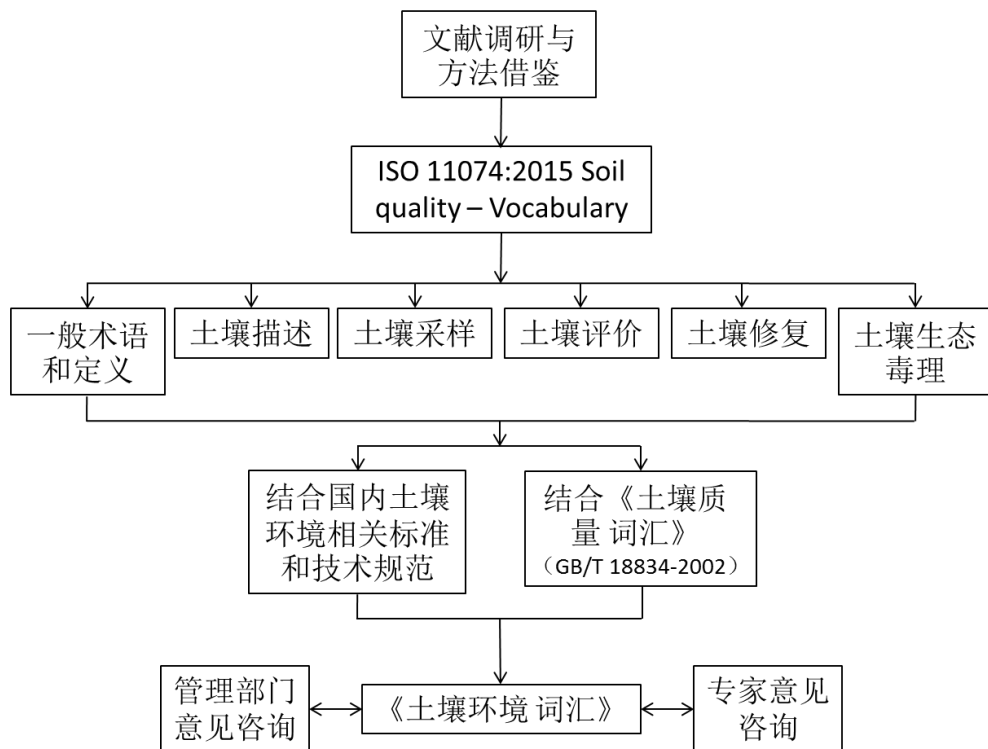 文献调研与
方法借鉴
ISO 11074:2015 Soil
quality – Vocabulary
一般术语
和定义
土壤描述
土壤采样
土壤评价
土壤修复
土壤生态
毒理
结合国内土壤
环境相关标准
和技术规范
结合《土壤质
量 词汇》
（GB/T 18834-2002）
管理部门
意见咨询
《土壤环境 词汇》
专家意见
咨询